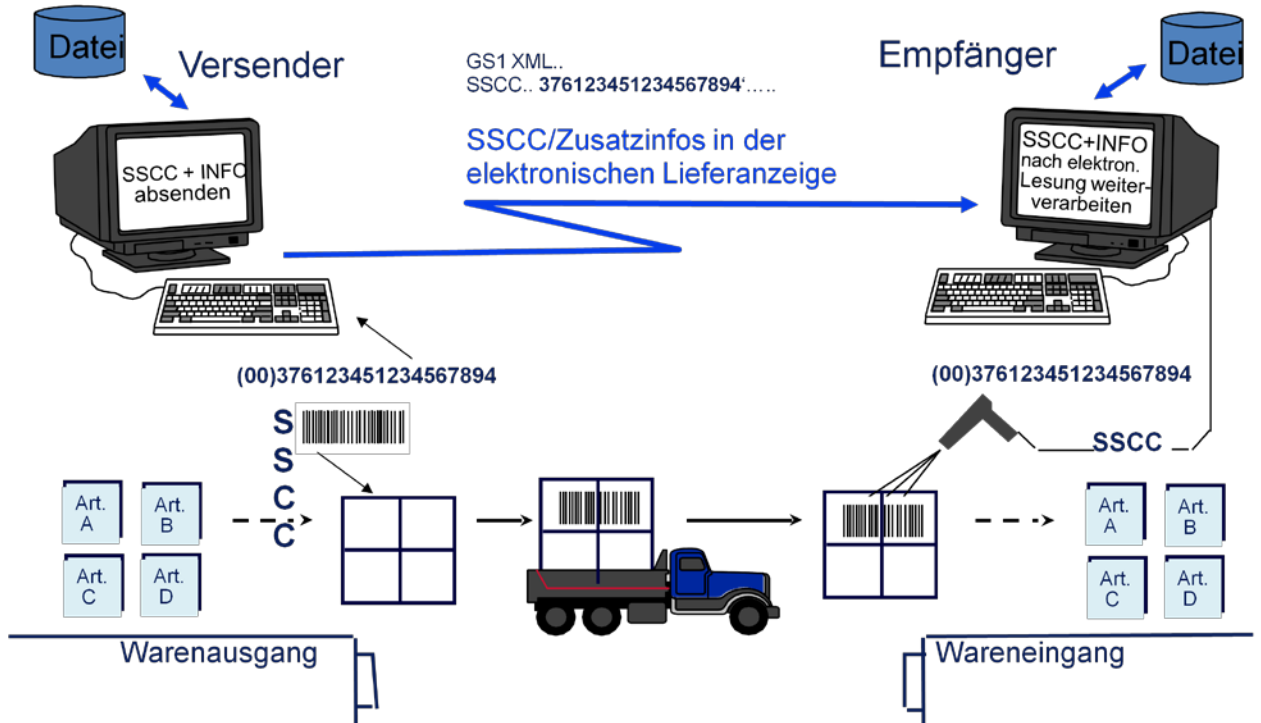 Datei
Versender
GS1 XML..
SSCC.. 376123451234567894‘.....
Empfänger
Datei
SSCC + INFO
absenden
SSCC/Zusatzinfos in der
elektronischen Lieferanzeige
SSCC+INFO
nach elektron.
Lesung weiter-
verarbeiten
(00)376123451234567894
(00)376123451234567894
S
S
C
C
SSCC
Art.
A
Art.
B
Art.
C
Art.
D
Art.
A
Art.
B
Art.
C
Art.
D
Warenausgang
Wareneingang